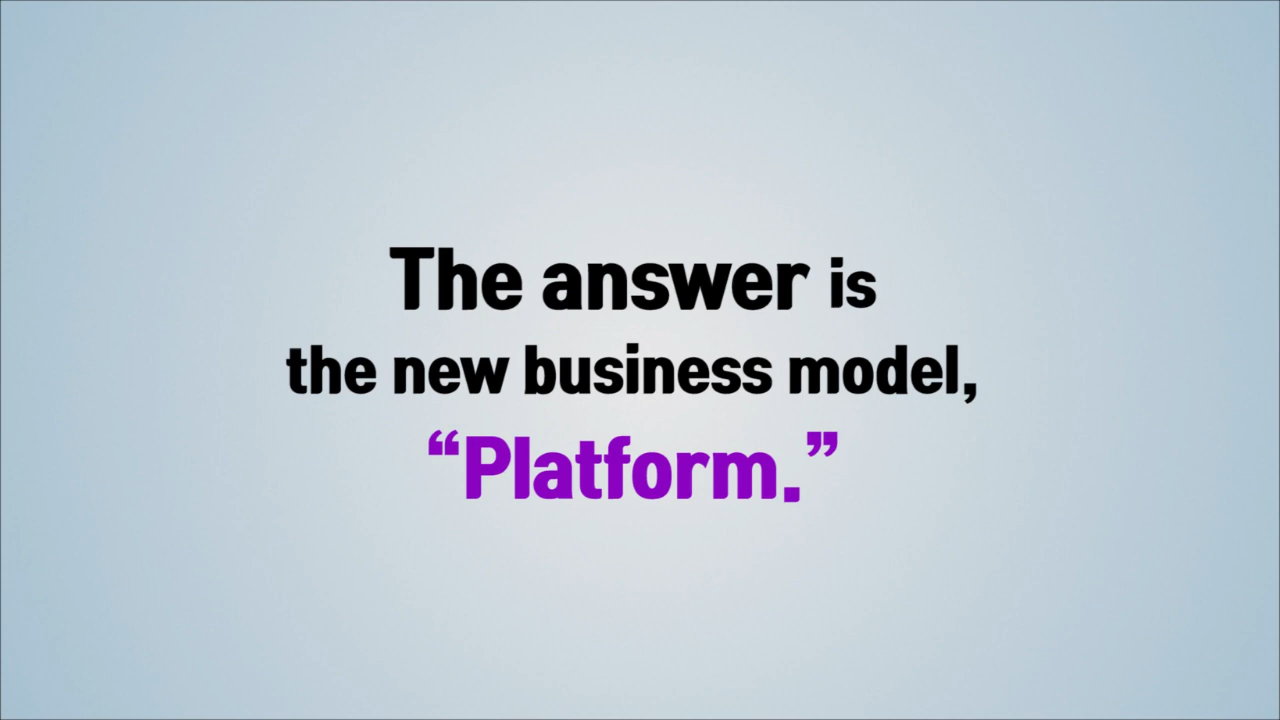 The answer is
the new business model,
“Platform.”